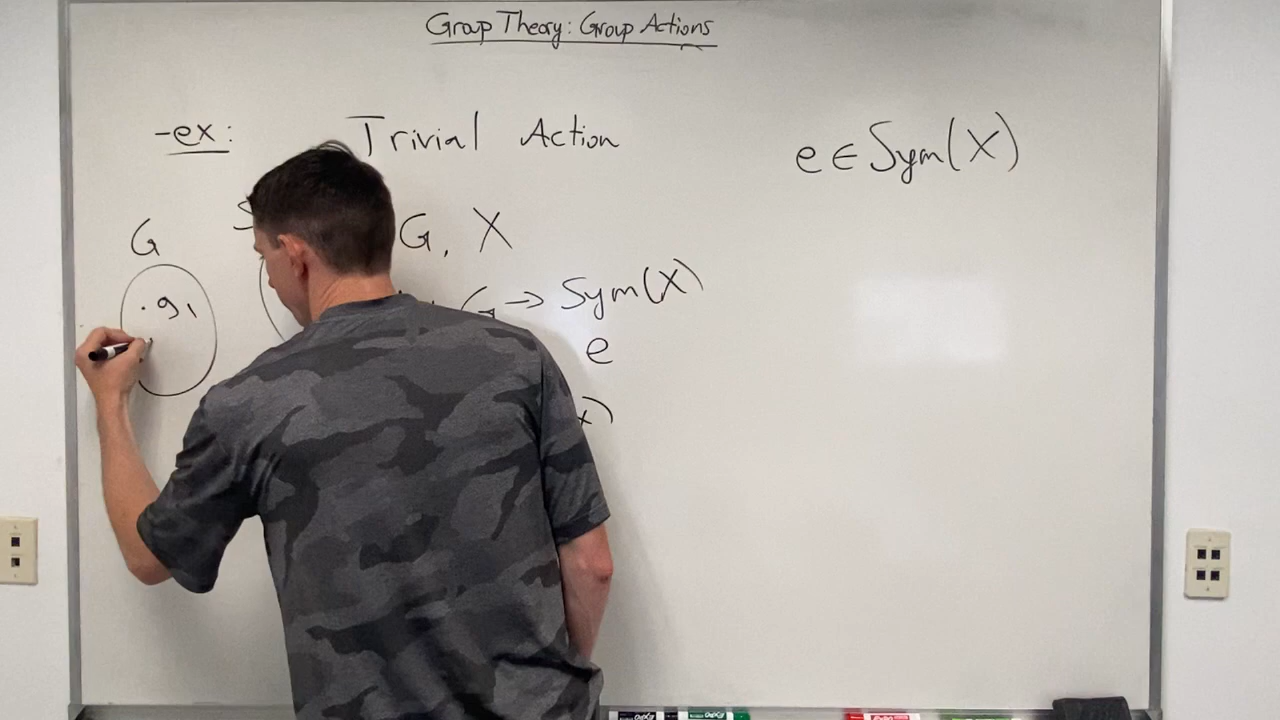 Group Theory: Group Actions
-ex: Trivial Action
e ∈ Sym(X)
G S G, X
G → Sym(X)
· g₁
e
x)